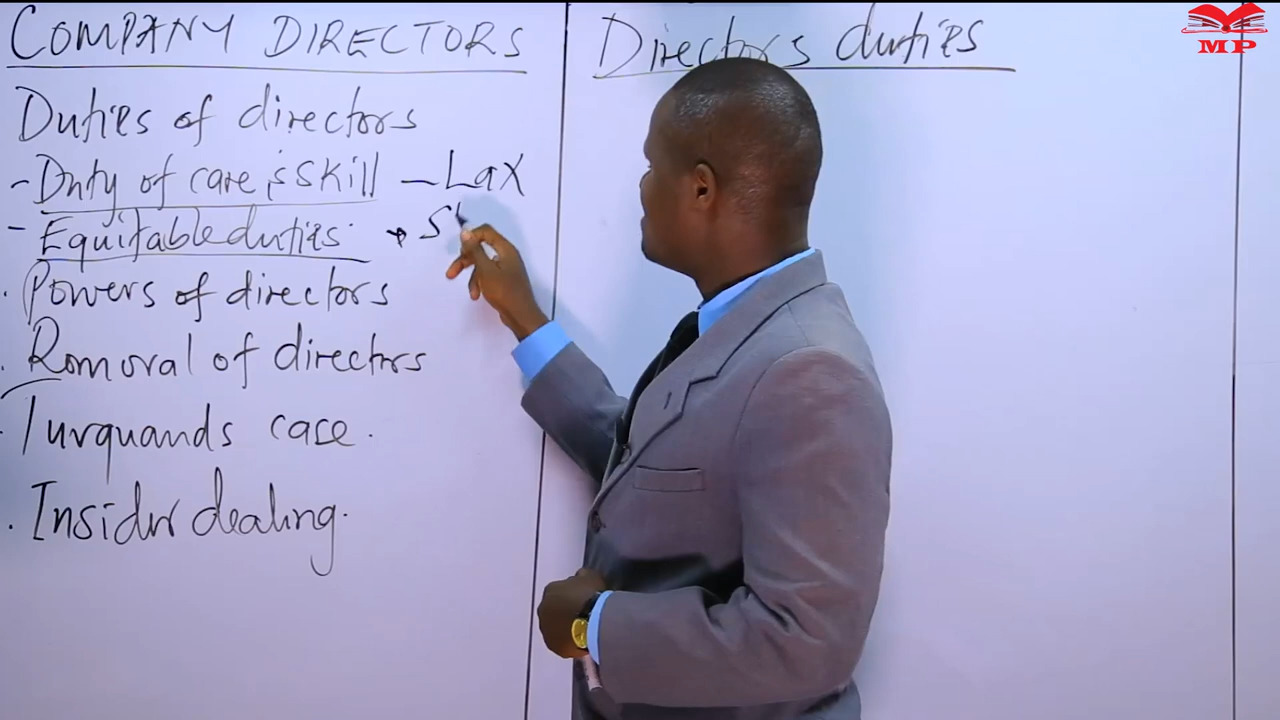 COMPANY DIRECTORS
Duties of directors
- Duty of care & skill - Lax
- Equitable duties
. Powers of directors
. Romoval of directors
. Turquands case.
. Insider dealing.
Directors duties
MP